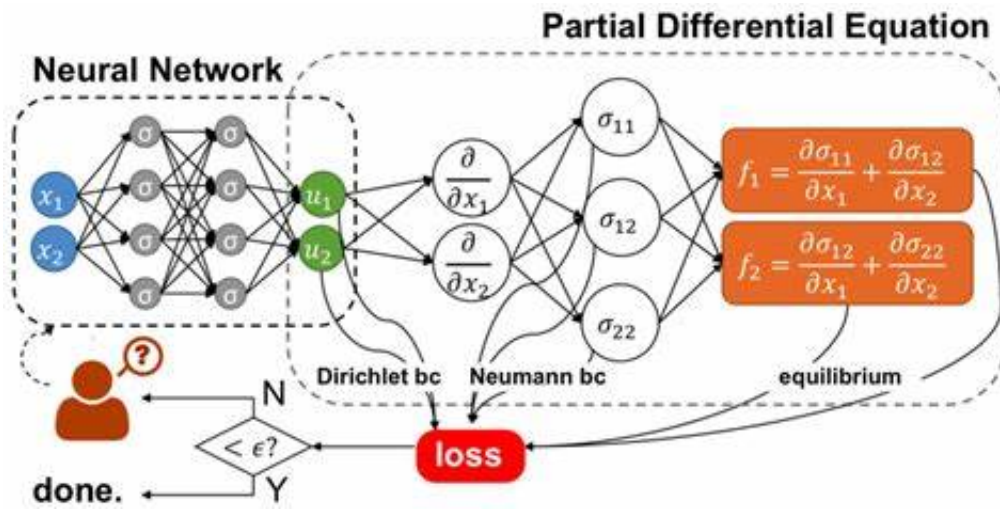 Partial Differential Equation
Neural Network
x₁
x₂
σ
σ
σ
σ
σ
σ
σ
σ
u₁
u₂
∂/∂x₁
∂/∂x₂
σ₁₁
σ₁₂
σ₂₂
f₁ = ∂σ₁₁/∂x₁ + ∂σ₁₂/∂x₂
f₂ = ∂σ₁₂/∂x₁ + ∂σ₂₂/∂x₂
Dirichlet bc
Neumann bc
equilibrium
?
N
< ϵ?
loss
Y
done.